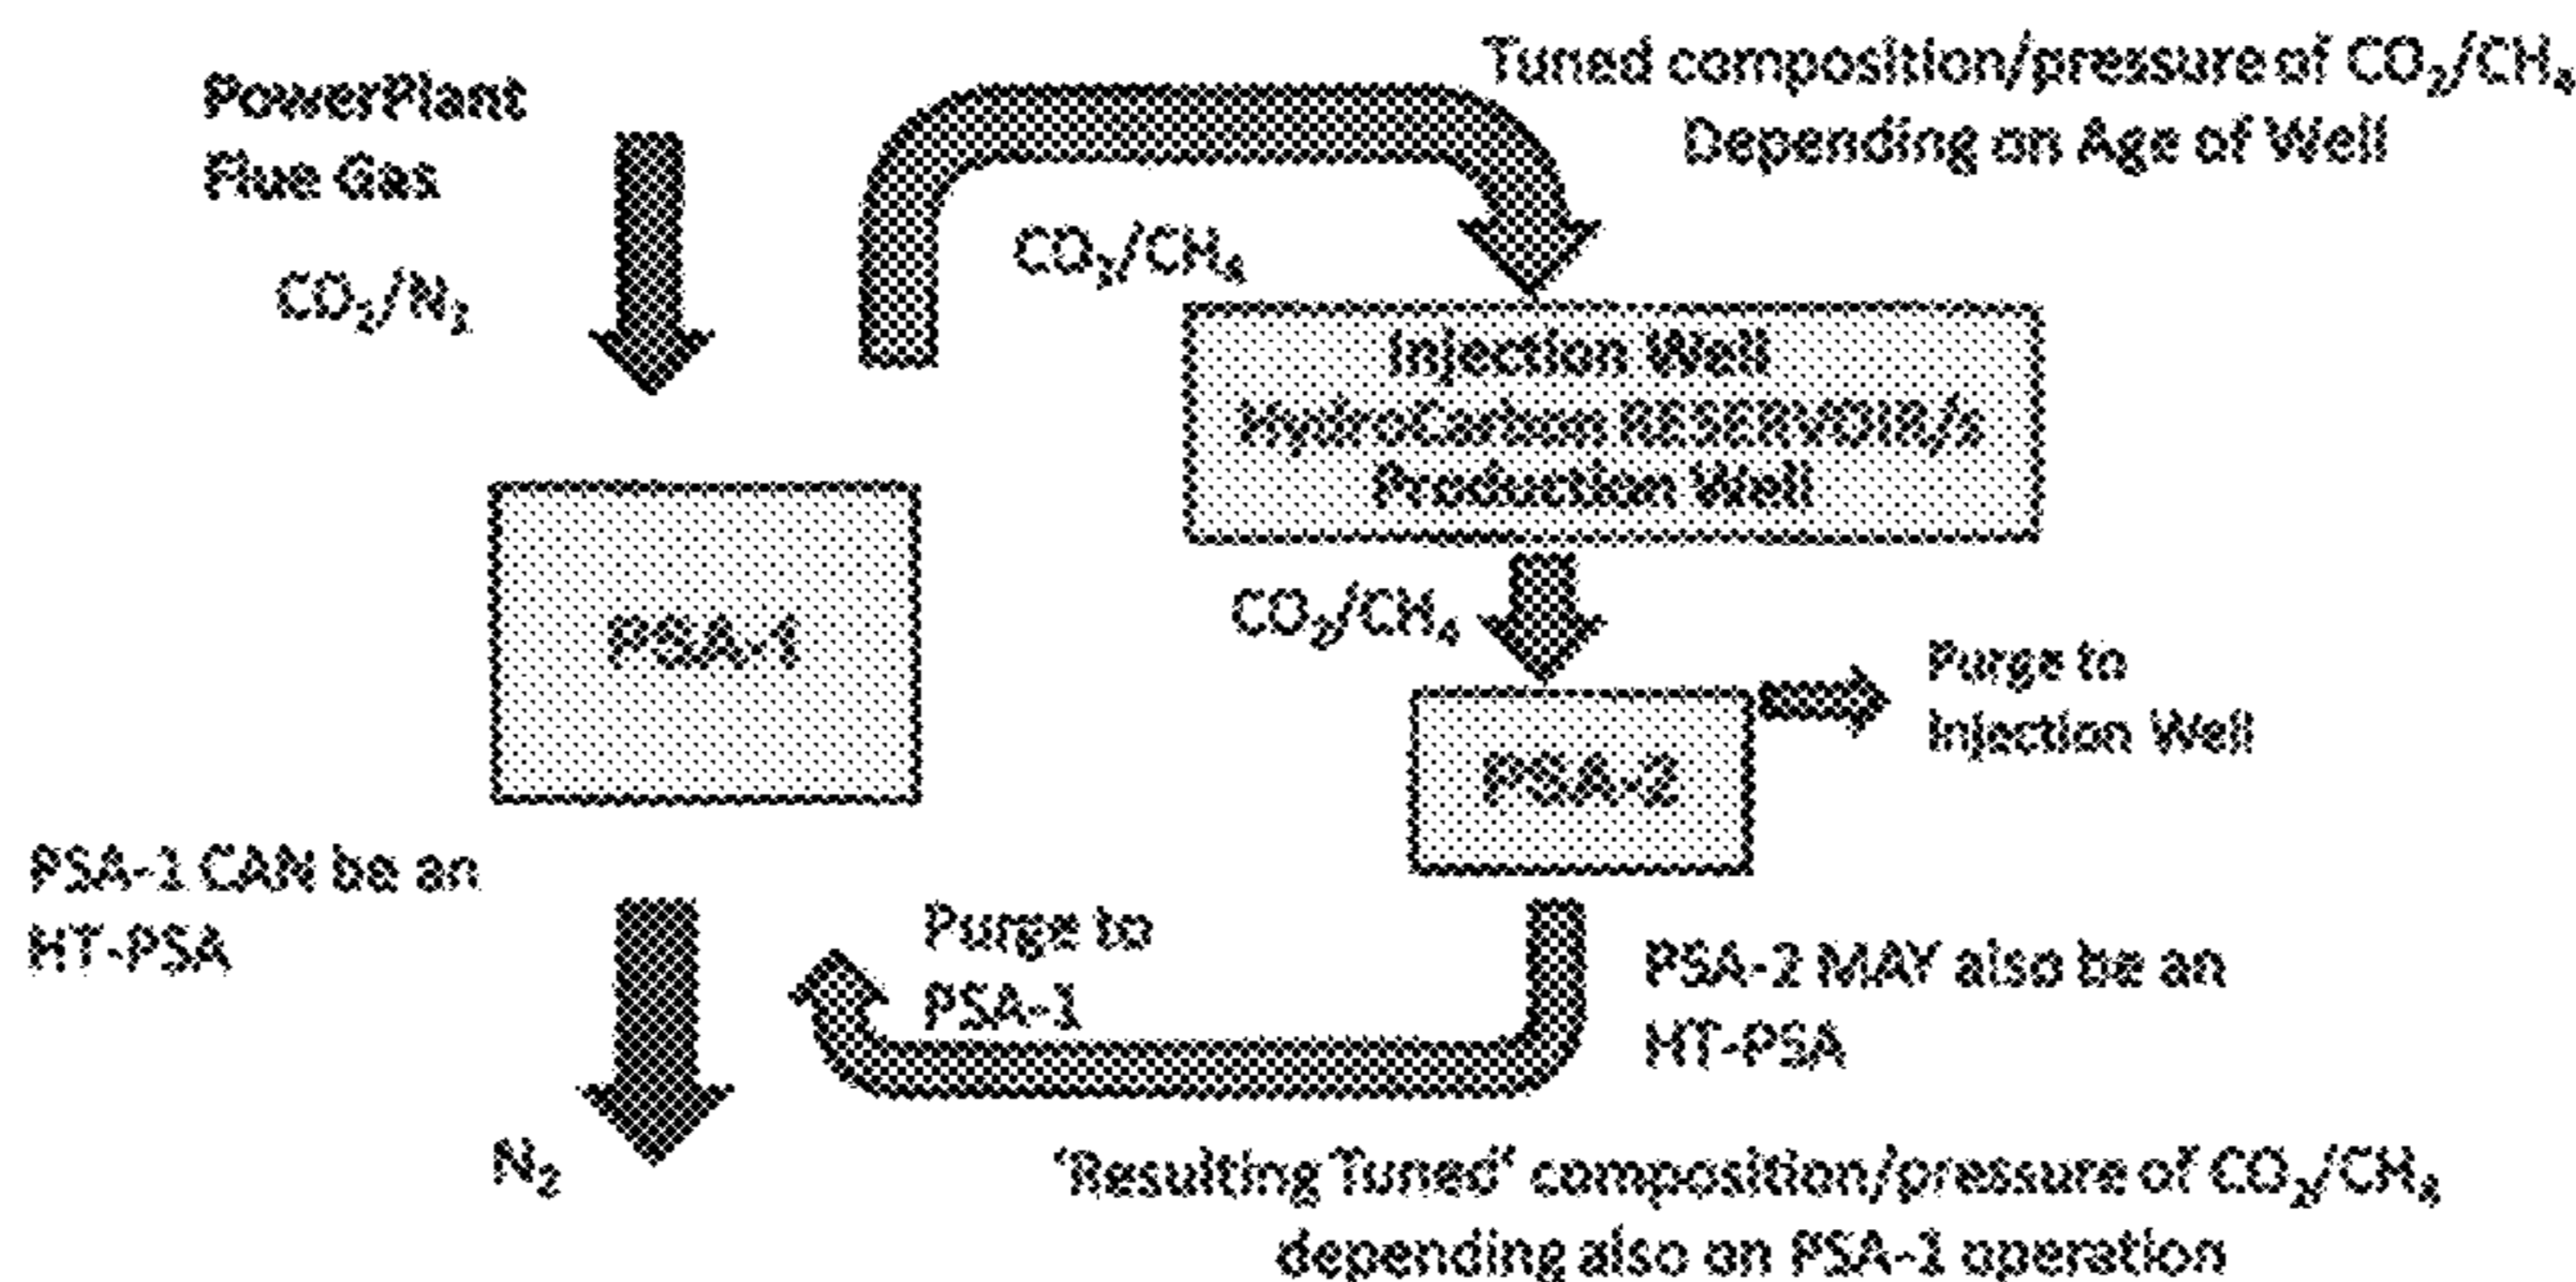 PowerPlant
Flue Gas
CO₂/N₂
Tuned composition/pressure of CO₂/CH₄
Depending on Age of Well
CO₂/CH₄
Injection Well
HydroCarbon RESERVOIR/s
Production Well
CO₂/CH₄
PSA-1
PSA-2
Purge to
Injection Well
PSA-1 CAN be an
HT-PSA
Purge to
PSA-1
PSA-2 MAY also be an
HT-PSA
N₂
'Resulting Tuned' composition/pressure of CO₂/CH₄
depending also on PSA-1 operation